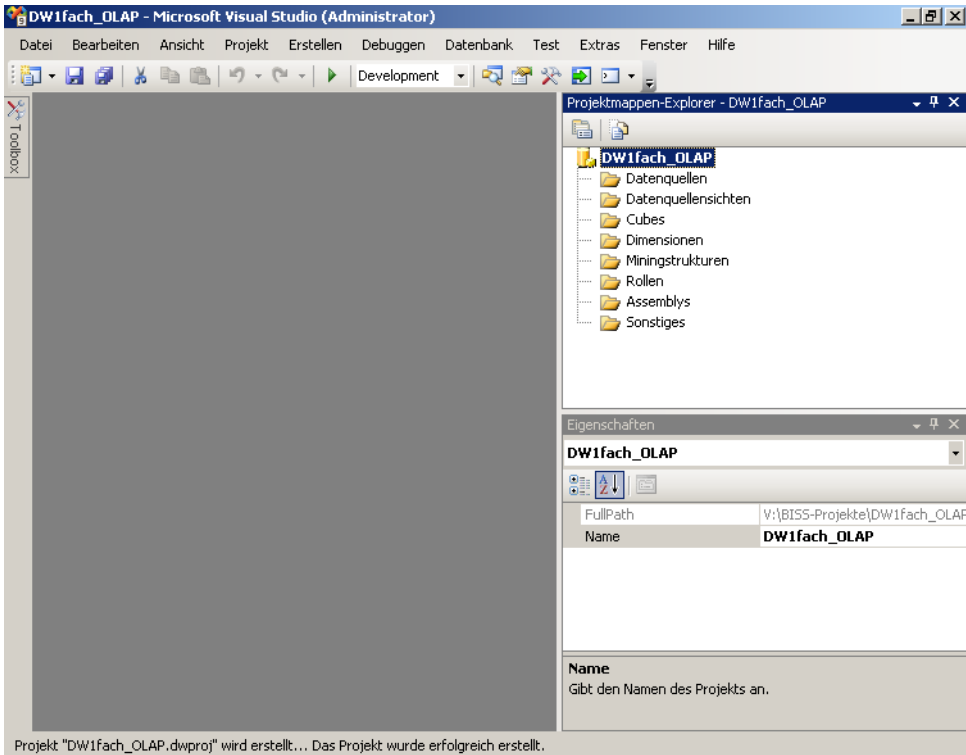 DW1fach_OLAP - Microsoft Visual Studio (Administrator)
Datei Bearbeiten Ansicht Projekt Erstellen Debuggen Datenbank Test Extras Fenster Hilfe
Development
Toolbox
Projektmappen-Explorer - DW1fach_OLAP
DW1fach_OLAP
Datenquellen
Datenquellensichten
Cubes
Dimensionen
Miningstrukturen
Rollen
Assemblys
Sonstiges
Eigenschaften
DW1fach_OLAP
FullPath V:\BISS-Projekte\DW1fach_OLAP
Name DW1fach_OLAP
Name
Gibt den Namen des Projekts an.
Projekt "DW1fach_OLAP.dwproj" wird erstellt... Das Projekt wurde erfolgreich erstellt.